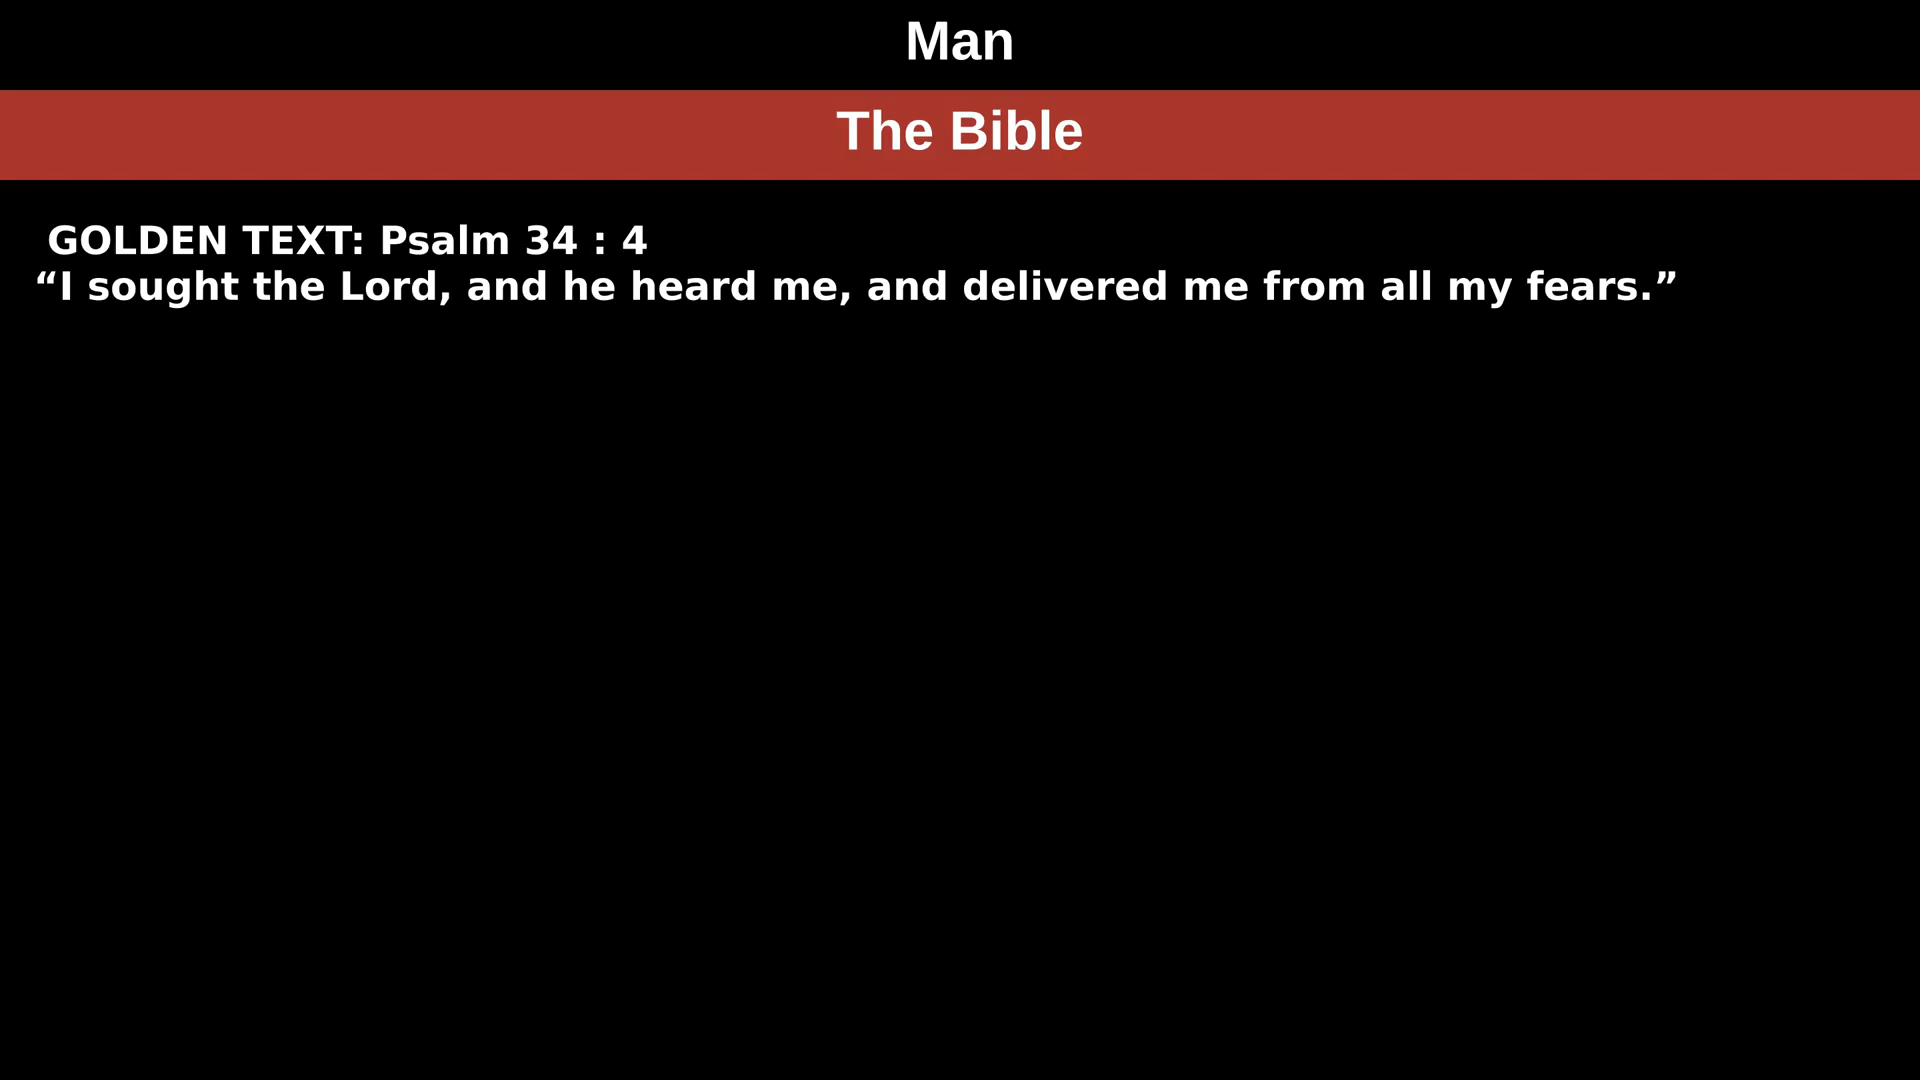 Man
The Bible
GOLDEN TEXT: Psalm 34 : 4
“I sought the Lord, and he heard me, and delivered me from all my fears.”